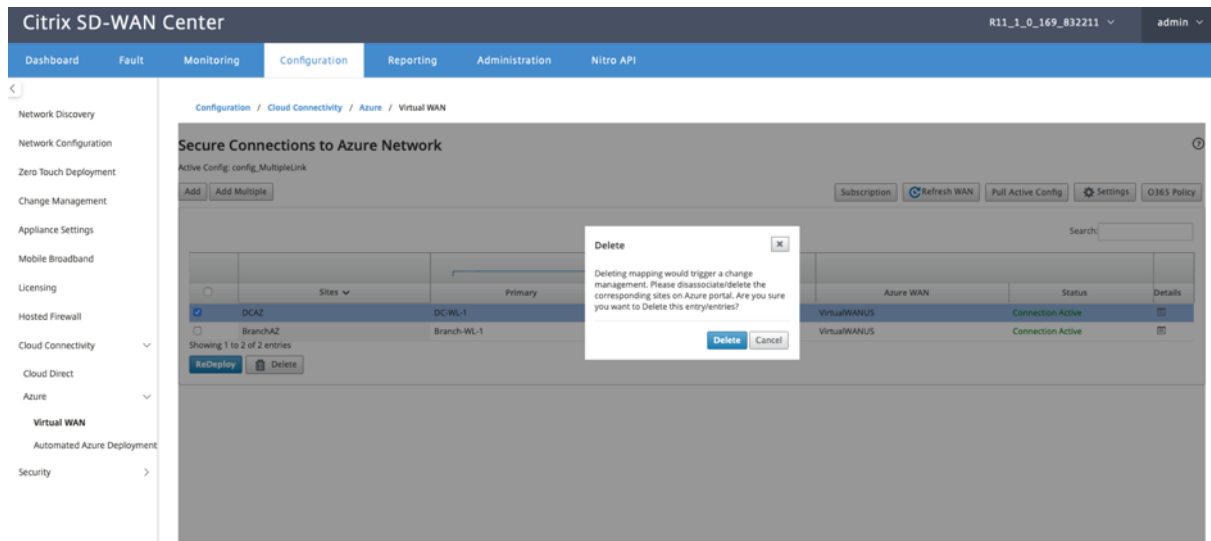 Citrix SD-WAN Center
R11_1_0_169_832211
admin
Dashboard Fault Monitoring Configuration Reporting Administration Nitro API
Network Discovery
Network Configuration
Zero Touch Deployment
Change Management
Appliance Settings
Mobile Broadband
Licensing
Hosted Firewall
Cloud Connectivity
Cloud Direct
Azure
Virtual WAN
Automated Azure Deployment
Security
Configuration / Cloud Connectivity / Azure / Virtual WAN
Secure Connections to Azure Network
Active Config: config_MultipleLink
Add Add Multiple Subscription Refresh WAN Pull Active Config Settings O365 Policy
Search:
Sites Primary Azure WAN Status Details
DCAZ DC-WL-1 VirtualWANUS Connection Active
BranchAZ Branch-WL-1 VirtualWANUS Connection Active
Showing 1 to 2 of 2 entries
ReDeploy Delete
Delete
Deleting mapping would trigger a change
management. Please disassociate/delete the
corresponding sites on Azure portal. Are you sure
you want to Delete this entry/entries?
Delete Cancel